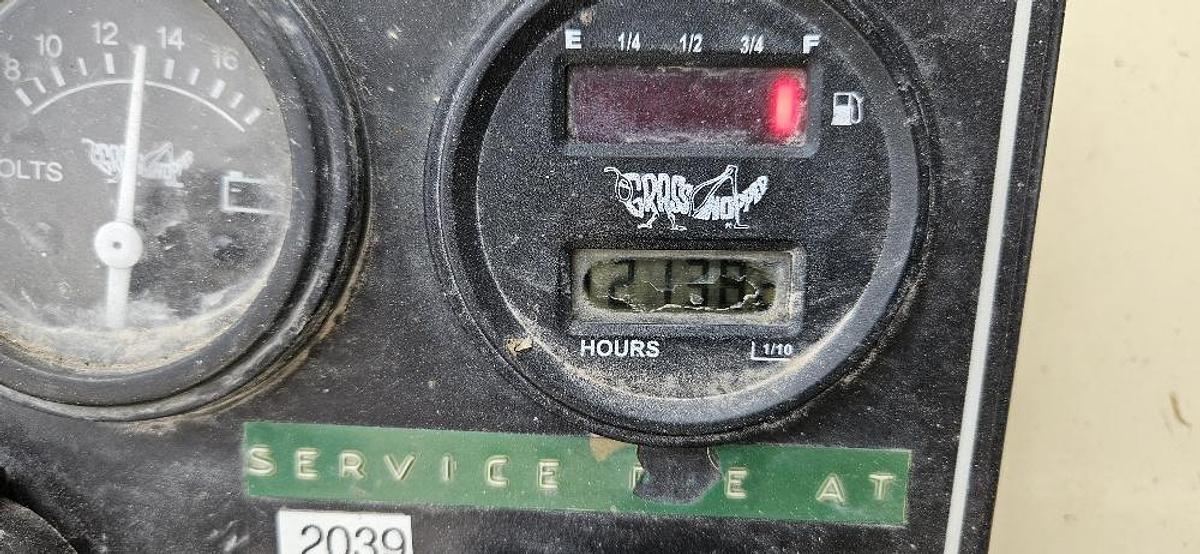 8 10 12 14 16
OLTS
E 1/4 1/2 3/4 F
GRASSHOPPER
2138
HOURS 1/10
SERVICE AT
2039